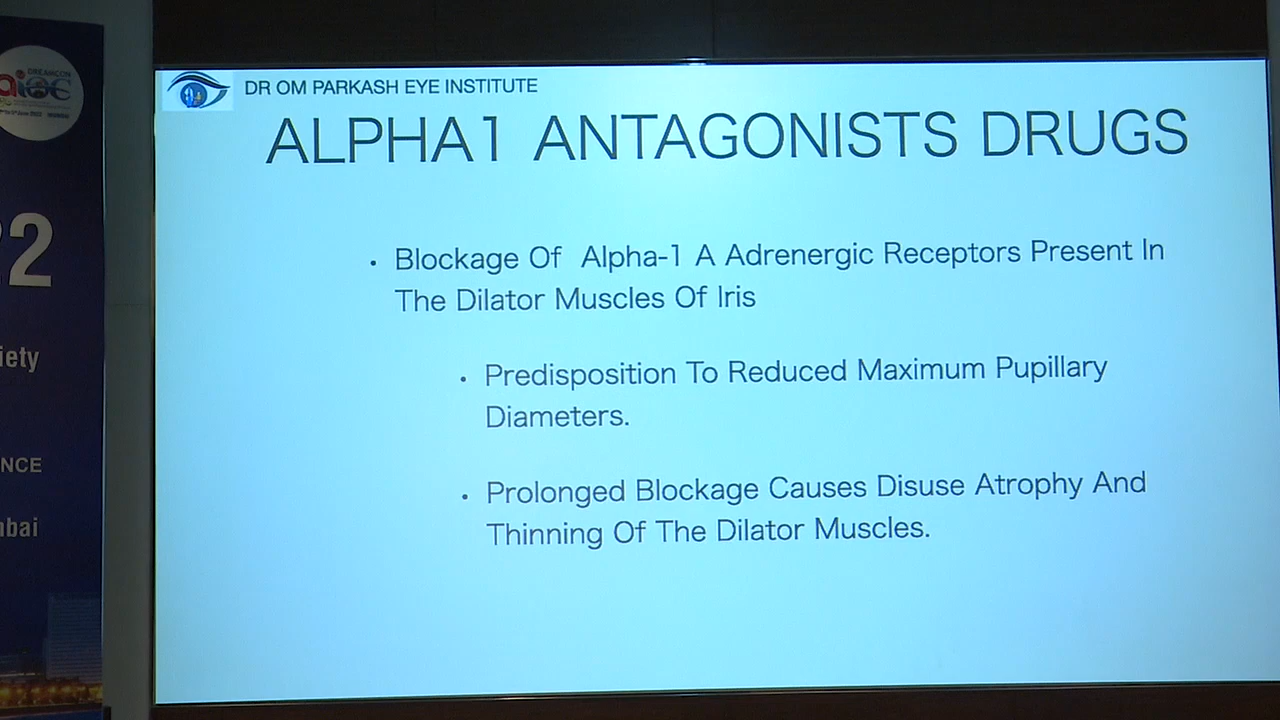 DREAMCON
aioc
22
iety
NCE
nbai
DR OM PARKASH EYE INSTITUTE
ALPHA1 ANTAGONISTS DRUGS
• Blockage Of Alpha-1 A Adrenergic Receptors Present In
The Dilator Muscles Of Iris
• Predisposition To Reduced Maximum Pupillary
Diameters.
• Prolonged Blockage Causes Disuse Atrophy And
Thinning Of The Dilator Muscles.